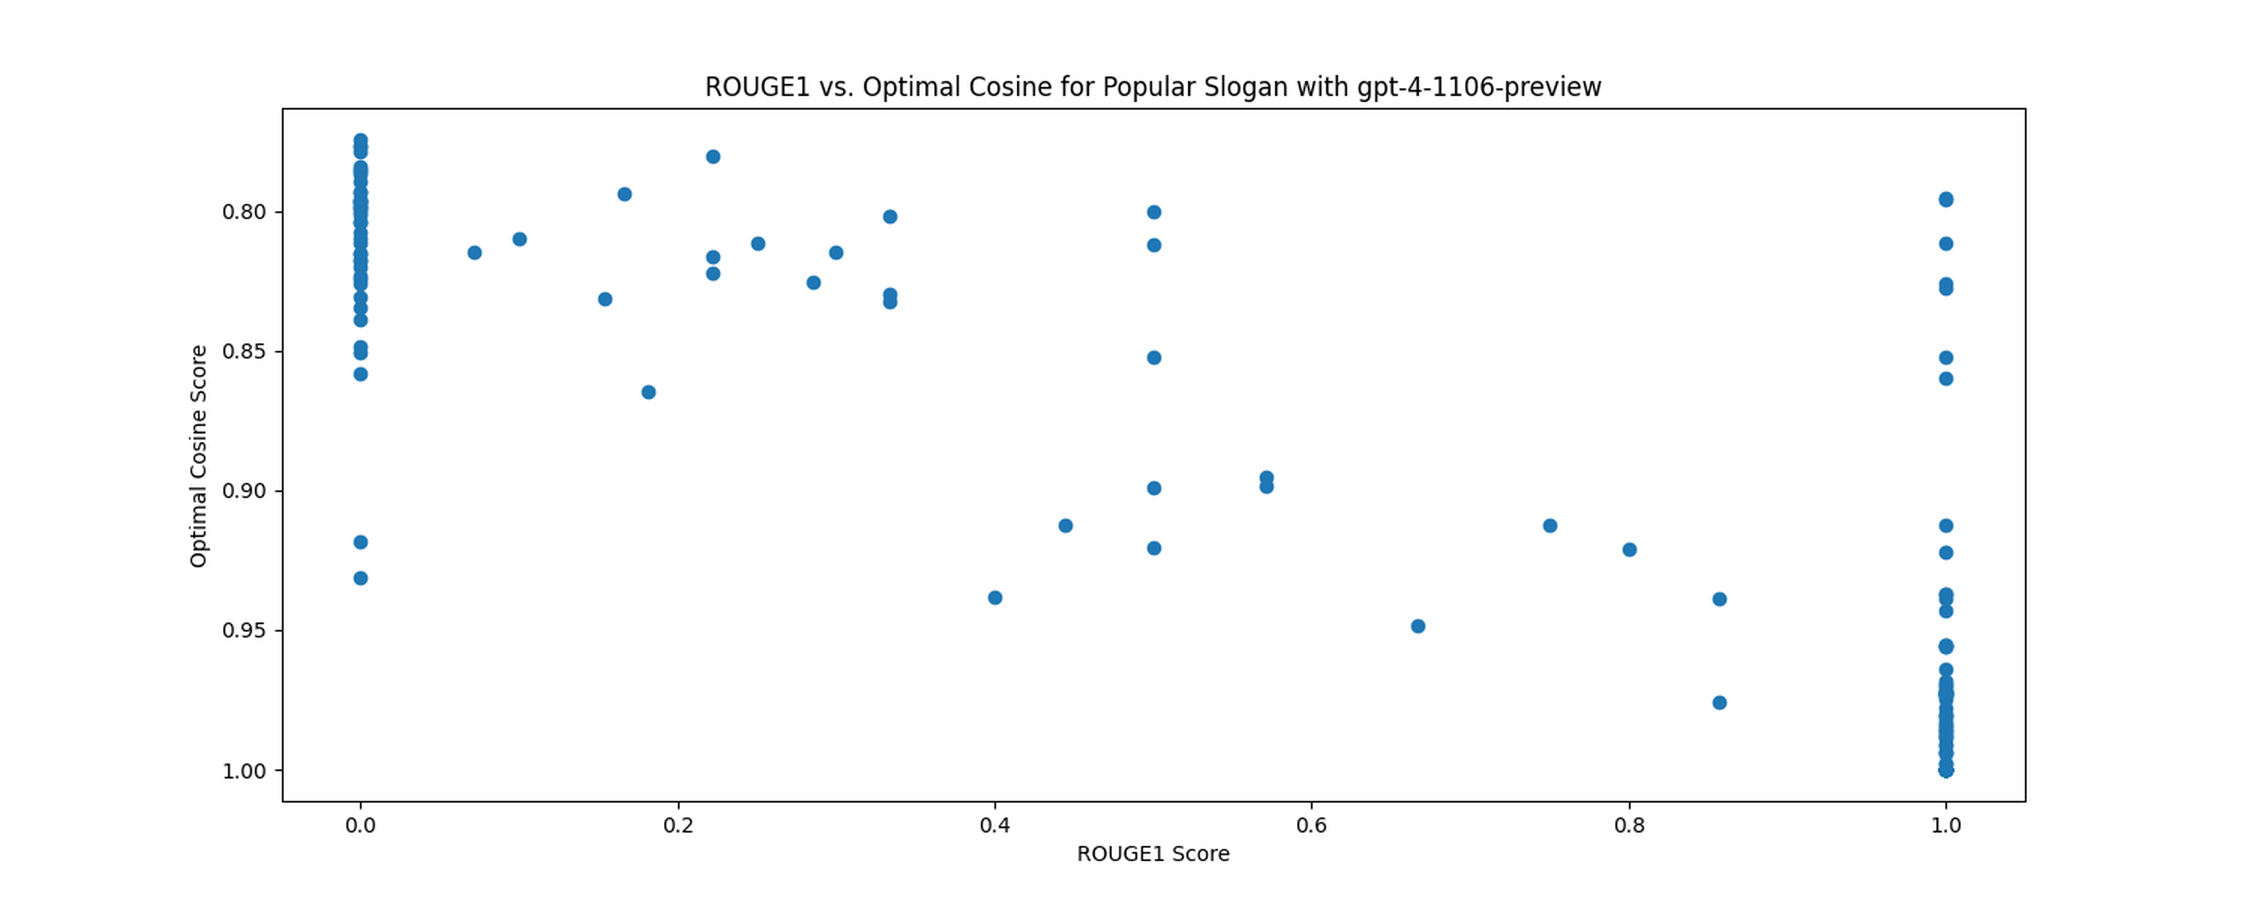 ROUGE1 vs. Optimal Cosine for Popular Slogan with gpt-4-1106-preview
Optimal Cosine Score
0.80
0.85
0.90
0.95
1.00
0.0 0.2 0.4 0.6 0.8 1.0
ROUGE1 Score